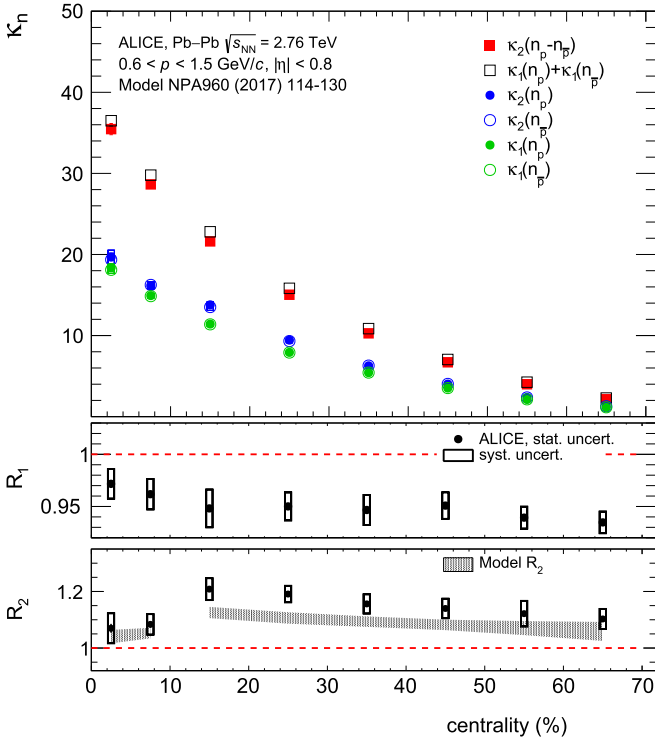 κn
50
40
30
20
10
ALICE, Pb–Pb √sNN = 2.76 TeV
0.6 < p < 1.5 GeV/c, |η| < 0.8
Model NPA960 (2017) 114-130
κ2(np-np̅)
κ1(np)+κ1(np̅)
κ2(np)
κ2(np̅)
κ1(np)
κ1(np̅)
R1
1
0.95
ALICE, stat. uncert.
syst. uncert.
R2
1.2
1
Model R2
0 10 20 30 40 50 60 70
centrality (%)